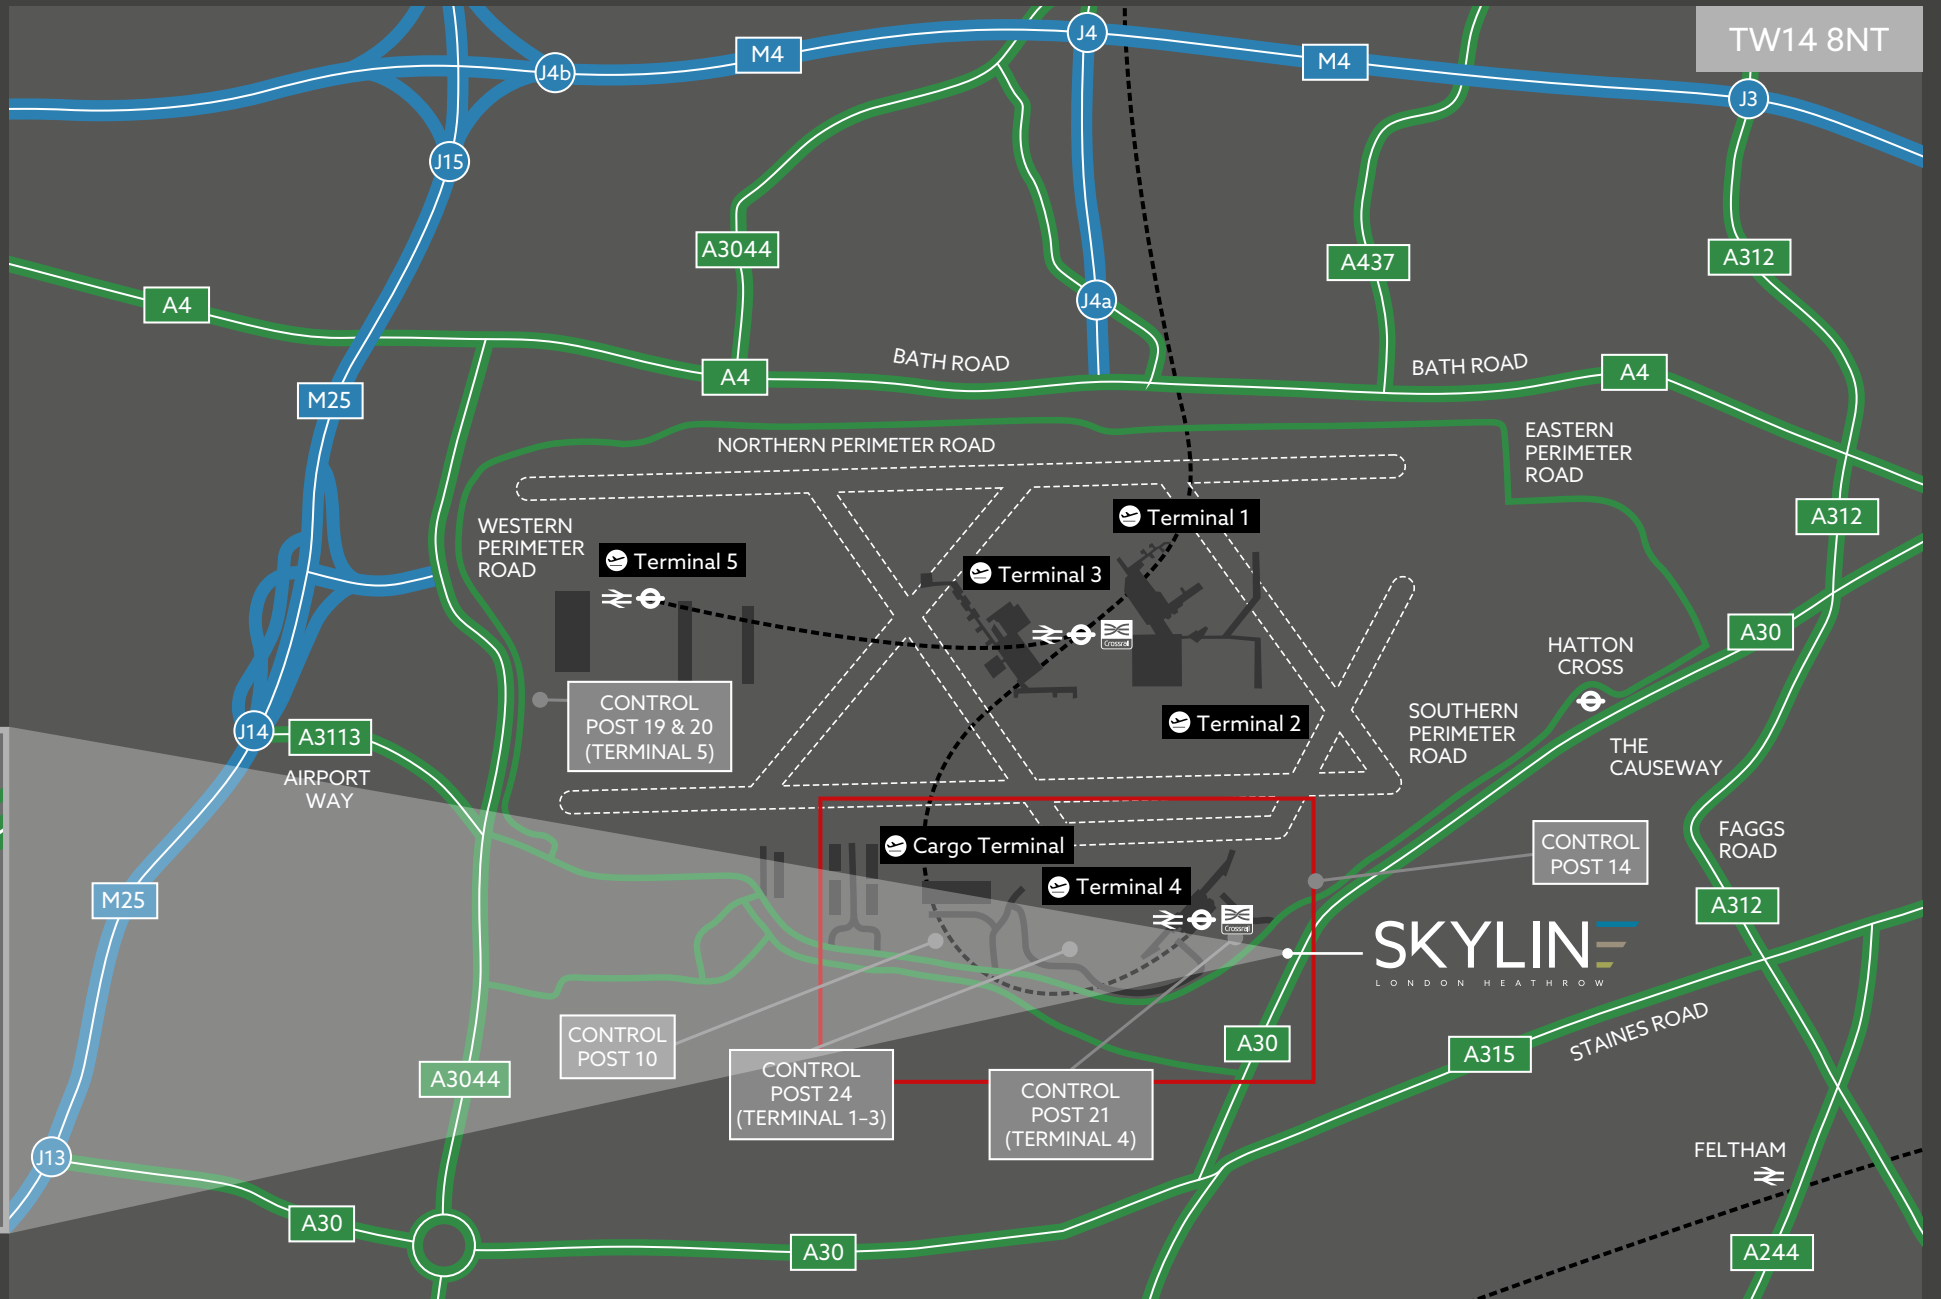 TW14 8NT
J4
M4
M4
J4b
J3
J15
A3044
A437
A312
A4
J4a
BATH ROAD
BATH ROAD
A4
A4
M25
NORTHERN PERIMETER ROAD
EASTERN
PERIMETER
ROAD
WESTERN
PERIMETER
ROAD
Terminal 1
A312
Terminal 5
Terminal 3
Crossrail
A30
HATTON
CROSS
CONTROL
POST 19 & 20
(TERMINAL 5)
Terminal 2
SOUTHERN
PERIMETER
ROAD
J14
A3113
AIRPORT
WAY
THE
CAUSEWAY
Cargo Terminal
CONTROL
POST 14
FAGGS
ROAD
Terminal 4
Crossrail
M25
A312
SKYLINE
LONDON HEATHROW
CONTROL
POST 10
A30
A315
STAINES ROAD
A3044
CONTROL
POST 24
(TERMINAL 1–3)
CONTROL
POST 21
(TERMINAL 4)
J13
FELTHAM
A30
A30
A244